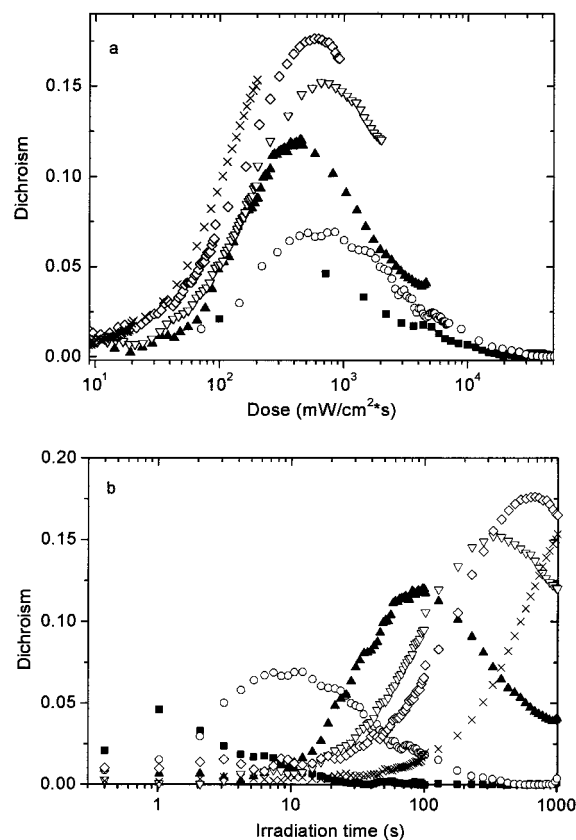 a
0.15
0.10
0.05
0.00
Dichroism
10¹ 10² 10³ 10⁴
Dose (mW/cm²*s)
b
0.20
0.15
0.10
0.05
0.00
Dichroism
1 10 100 1000
Irradiation time (s)